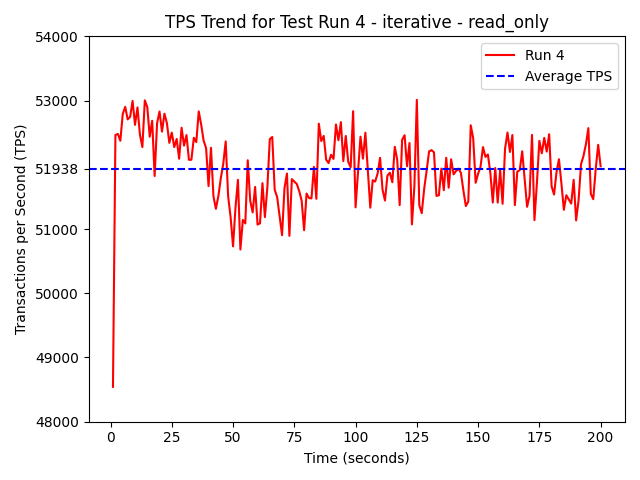 TPS Trend for Test Run 4 - iterative - read_only
54000
53000
51938
51000
50000
49000
48000
Transactions per Second (TPS)
Run 4
Average TPS
0 25 50 75 100 125 150 175 200
Time (seconds)